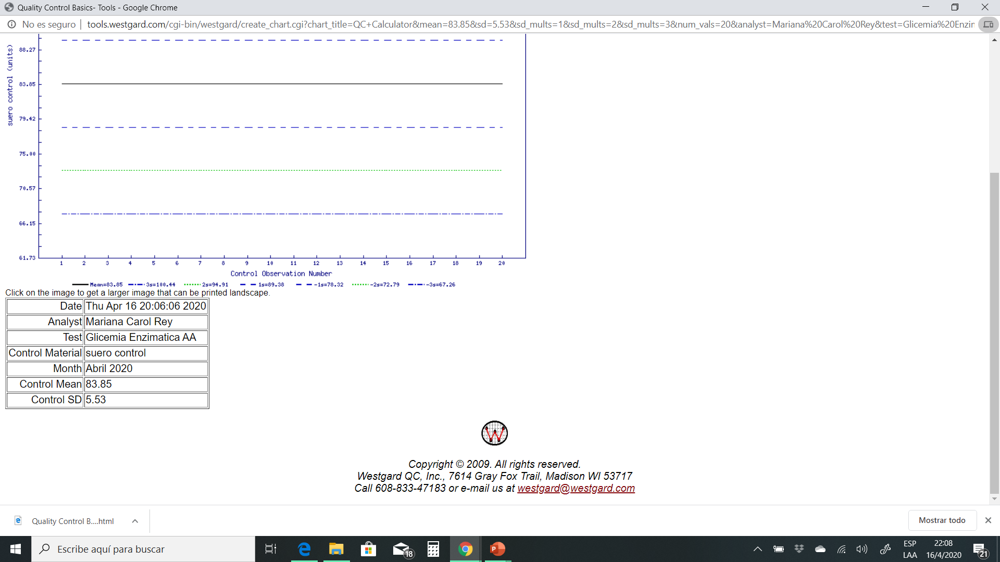 Quality Control Basics- Tools - Google Chrome
No es seguro | tools.westgard.com/cgi-bin/westgard/create_chart.cgi?chart_title=QC+Calculator&mean=83.85&sd=5.53&sd_mults=1&sd_mults=2&sd_mults=3&num_vals=20&analyst=Mariana%20Carol%20Rey&test=Glicemia%20Enzin
suero control (units)
88.27
83.85
79.42
75.00
70.57
66.15
61.73
1 2 3 4 5 6 7 8 9 10 11 12 13 14 15 16 17 18 19 20
Control Observation Number
Mean=83.85 3s=100.44 2s=94.91 1s=89.38 -1s=78.32 -2s=72.79 -3s=67.26
Click on the image to get a larger image that can be printed landscape.
Date Thu Apr 16 20:06:06 2020
Analyst Mariana Carol Rey
Test Glicemia Enzimatica AA
Control Material suero control
Month Abril 2020
Control Mean 83.85
Control SD 5.53
W
Copyright © 2009. All rights reserved.
Westgard QC, Inc., 7614 Gray Fox Trail, Madison WI 53717
Call 608-833-47183 or e-mail us at westgard@westgard.com
Quality Control B....html
Mostrar todo
Escribe aquí para buscar
18
ESP
LAA
22:08
16/4/2020
21